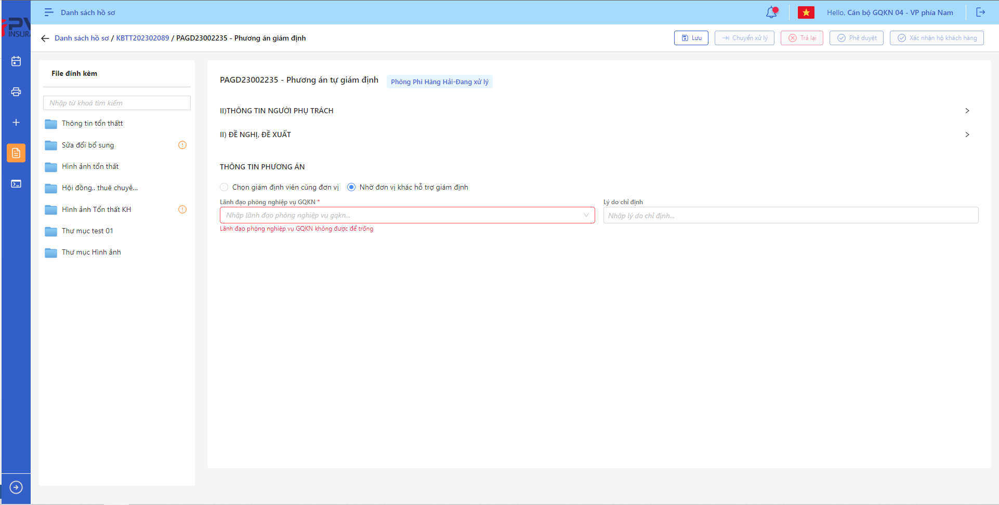 Danh sách hồ sơ
Hello, Cán bộ GQKN 04 - VP phía Nam
INSURA
Danh sách hồ sơ / KBTT202302089 / PAGD23002235 - Phương án giám định
Lưu
Chuyển xử lý
Trả lại
Phê duyệt
Xác nhận hộ khách hàng
File đính kèm
Nhập từ khoá tìm kiếm
Thông tin tổn thấtt
Sửa đổi bổ sung
Hình ảnh tổn thất
Hội đồng,. thuê chuyê...
Hình ảnh Tổn thất KH
Thư mục test 01
Thư mục Hình ảnh
PAGD23002235 - Phương án tự giám định
Phòng Phi Hàng Hải-Đang xử lý
II)THÔNG TIN NGƯỜI PHỤ TRÁCH
II) ĐỀ NGHỊ, ĐỀ XUẤT
THÔNG TIN PHƯƠNG ÁN
Chọn giám định viên cùng đơn vị
Nhờ đơn vị khác hỗ trợ giám định
Lãnh đạo phòng nghiệp vụ GQKN *
Nhập lãnh đạo phòng nghiệp vụ gqkn...
Lãnh đạo phòng nghiệp vụ GQKN không được để trống
Lý do chỉ định
Nhập lý do chỉ định...